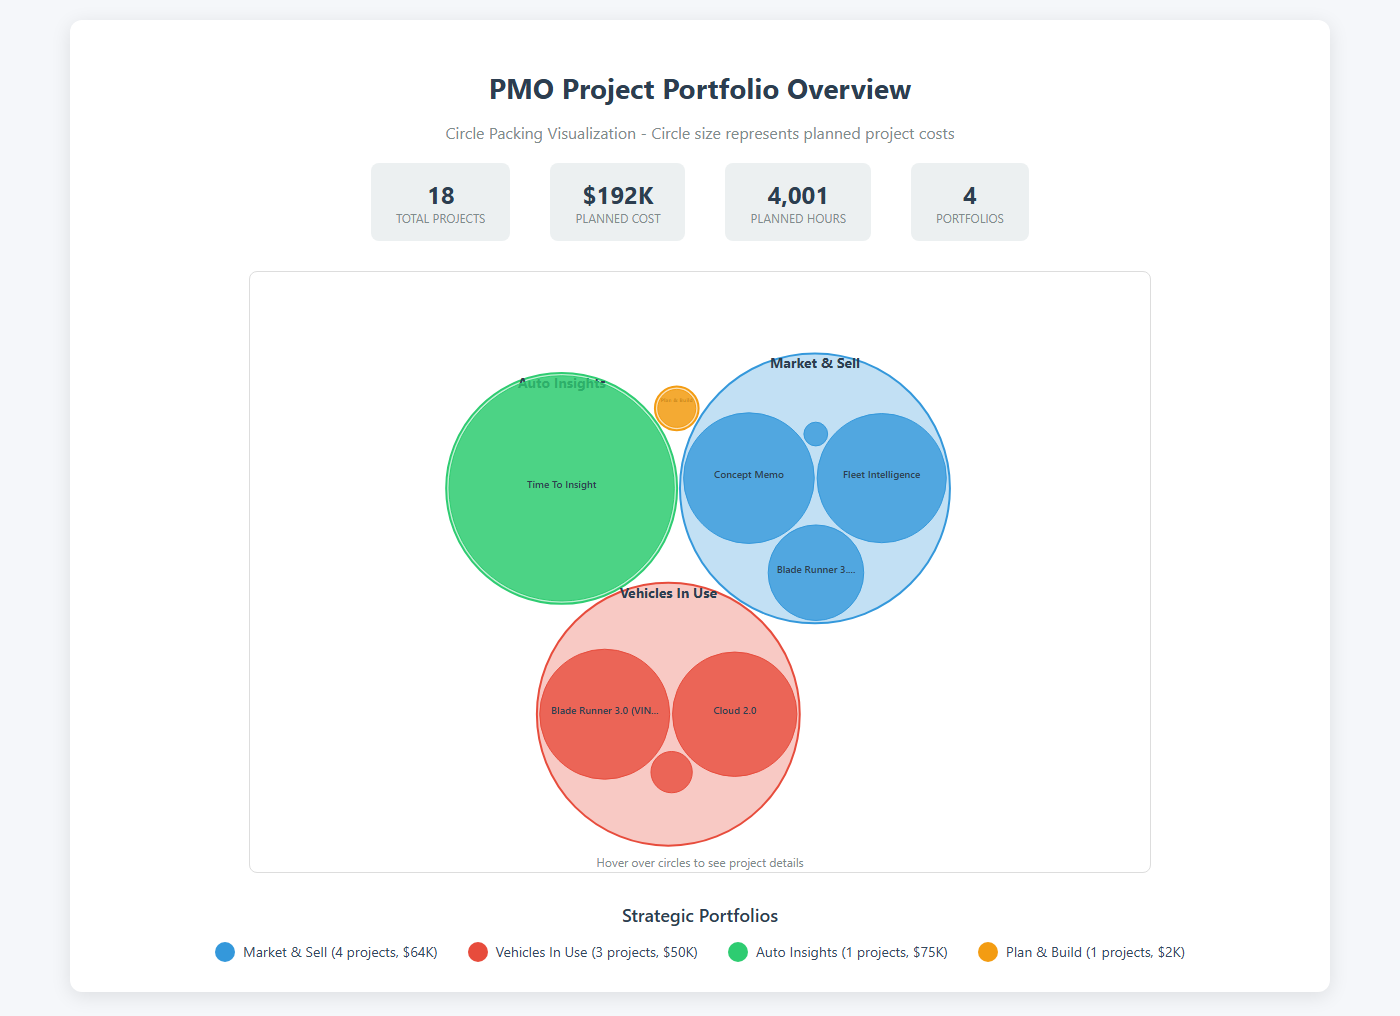 PMO Project Portfolio Overview
Circle Packing Visualization - Circle size represents planned project costs
18
TOTAL PROJECTS
$192K
PLANNED COST
4,001
PLANNED HOURS
4
PORTFOLIOS
Market & Sell
Auto Insights
Plan & Build
Concept Memo
Fleet Intelligence
Time To Insight
Blade Runner 3....
Vehicles In Use
Blade Runner 3.0 (VIN...
Cloud 2.0
Hover over circles to see project details
Strategic Portfolios
Market & Sell (4 projects, $64K)
Vehicles In Use (3 projects, $50K)
Auto Insights (1 projects, $75K)
Plan & Build (1 projects, $2K)